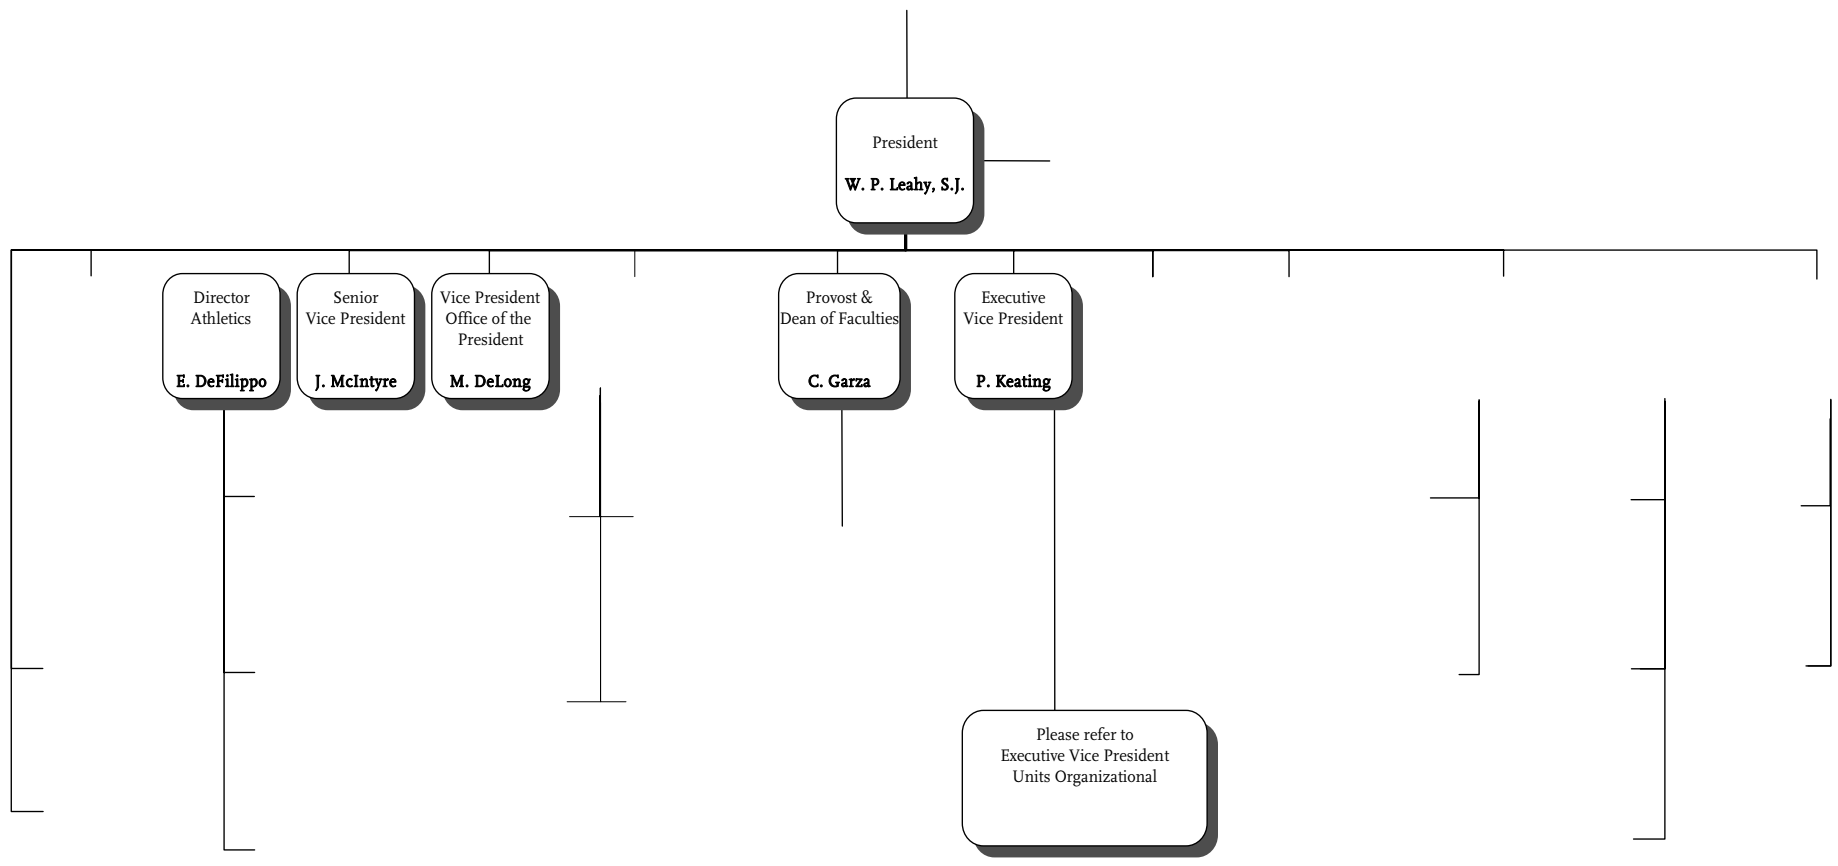 President
W. P. Leahy, S.J.
Director
Athletics
E. DeFilippo
Senior
Vice President
J. McIntyre
Vice President
Office of the
President
M. DeLong
Provost &
Dean of Faculties
C. Garza
Executive
Vice President
P. Keating
Please refer to
Executive Vice President
Units Organizational